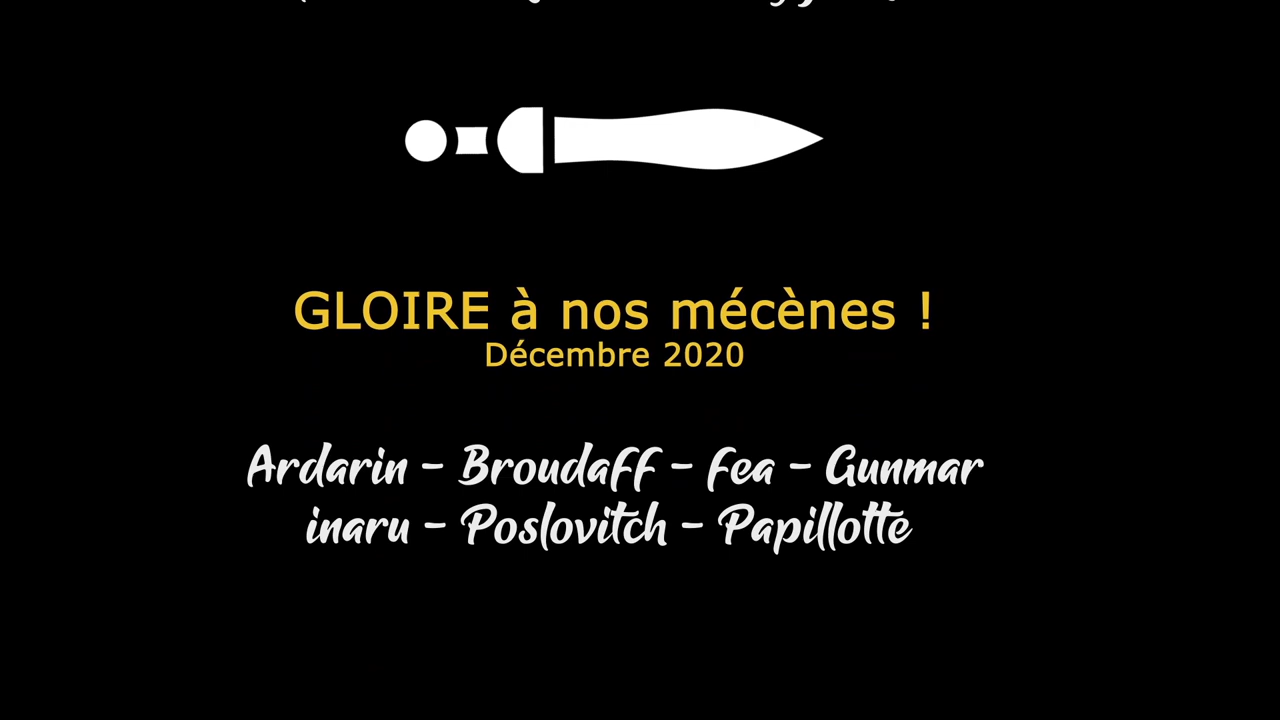 GLOIRE à nos mécènes !
Décembre 2020
Ardarin - Broudaff - fea - Gunmar
inaru - Poslovitch - Papillotte